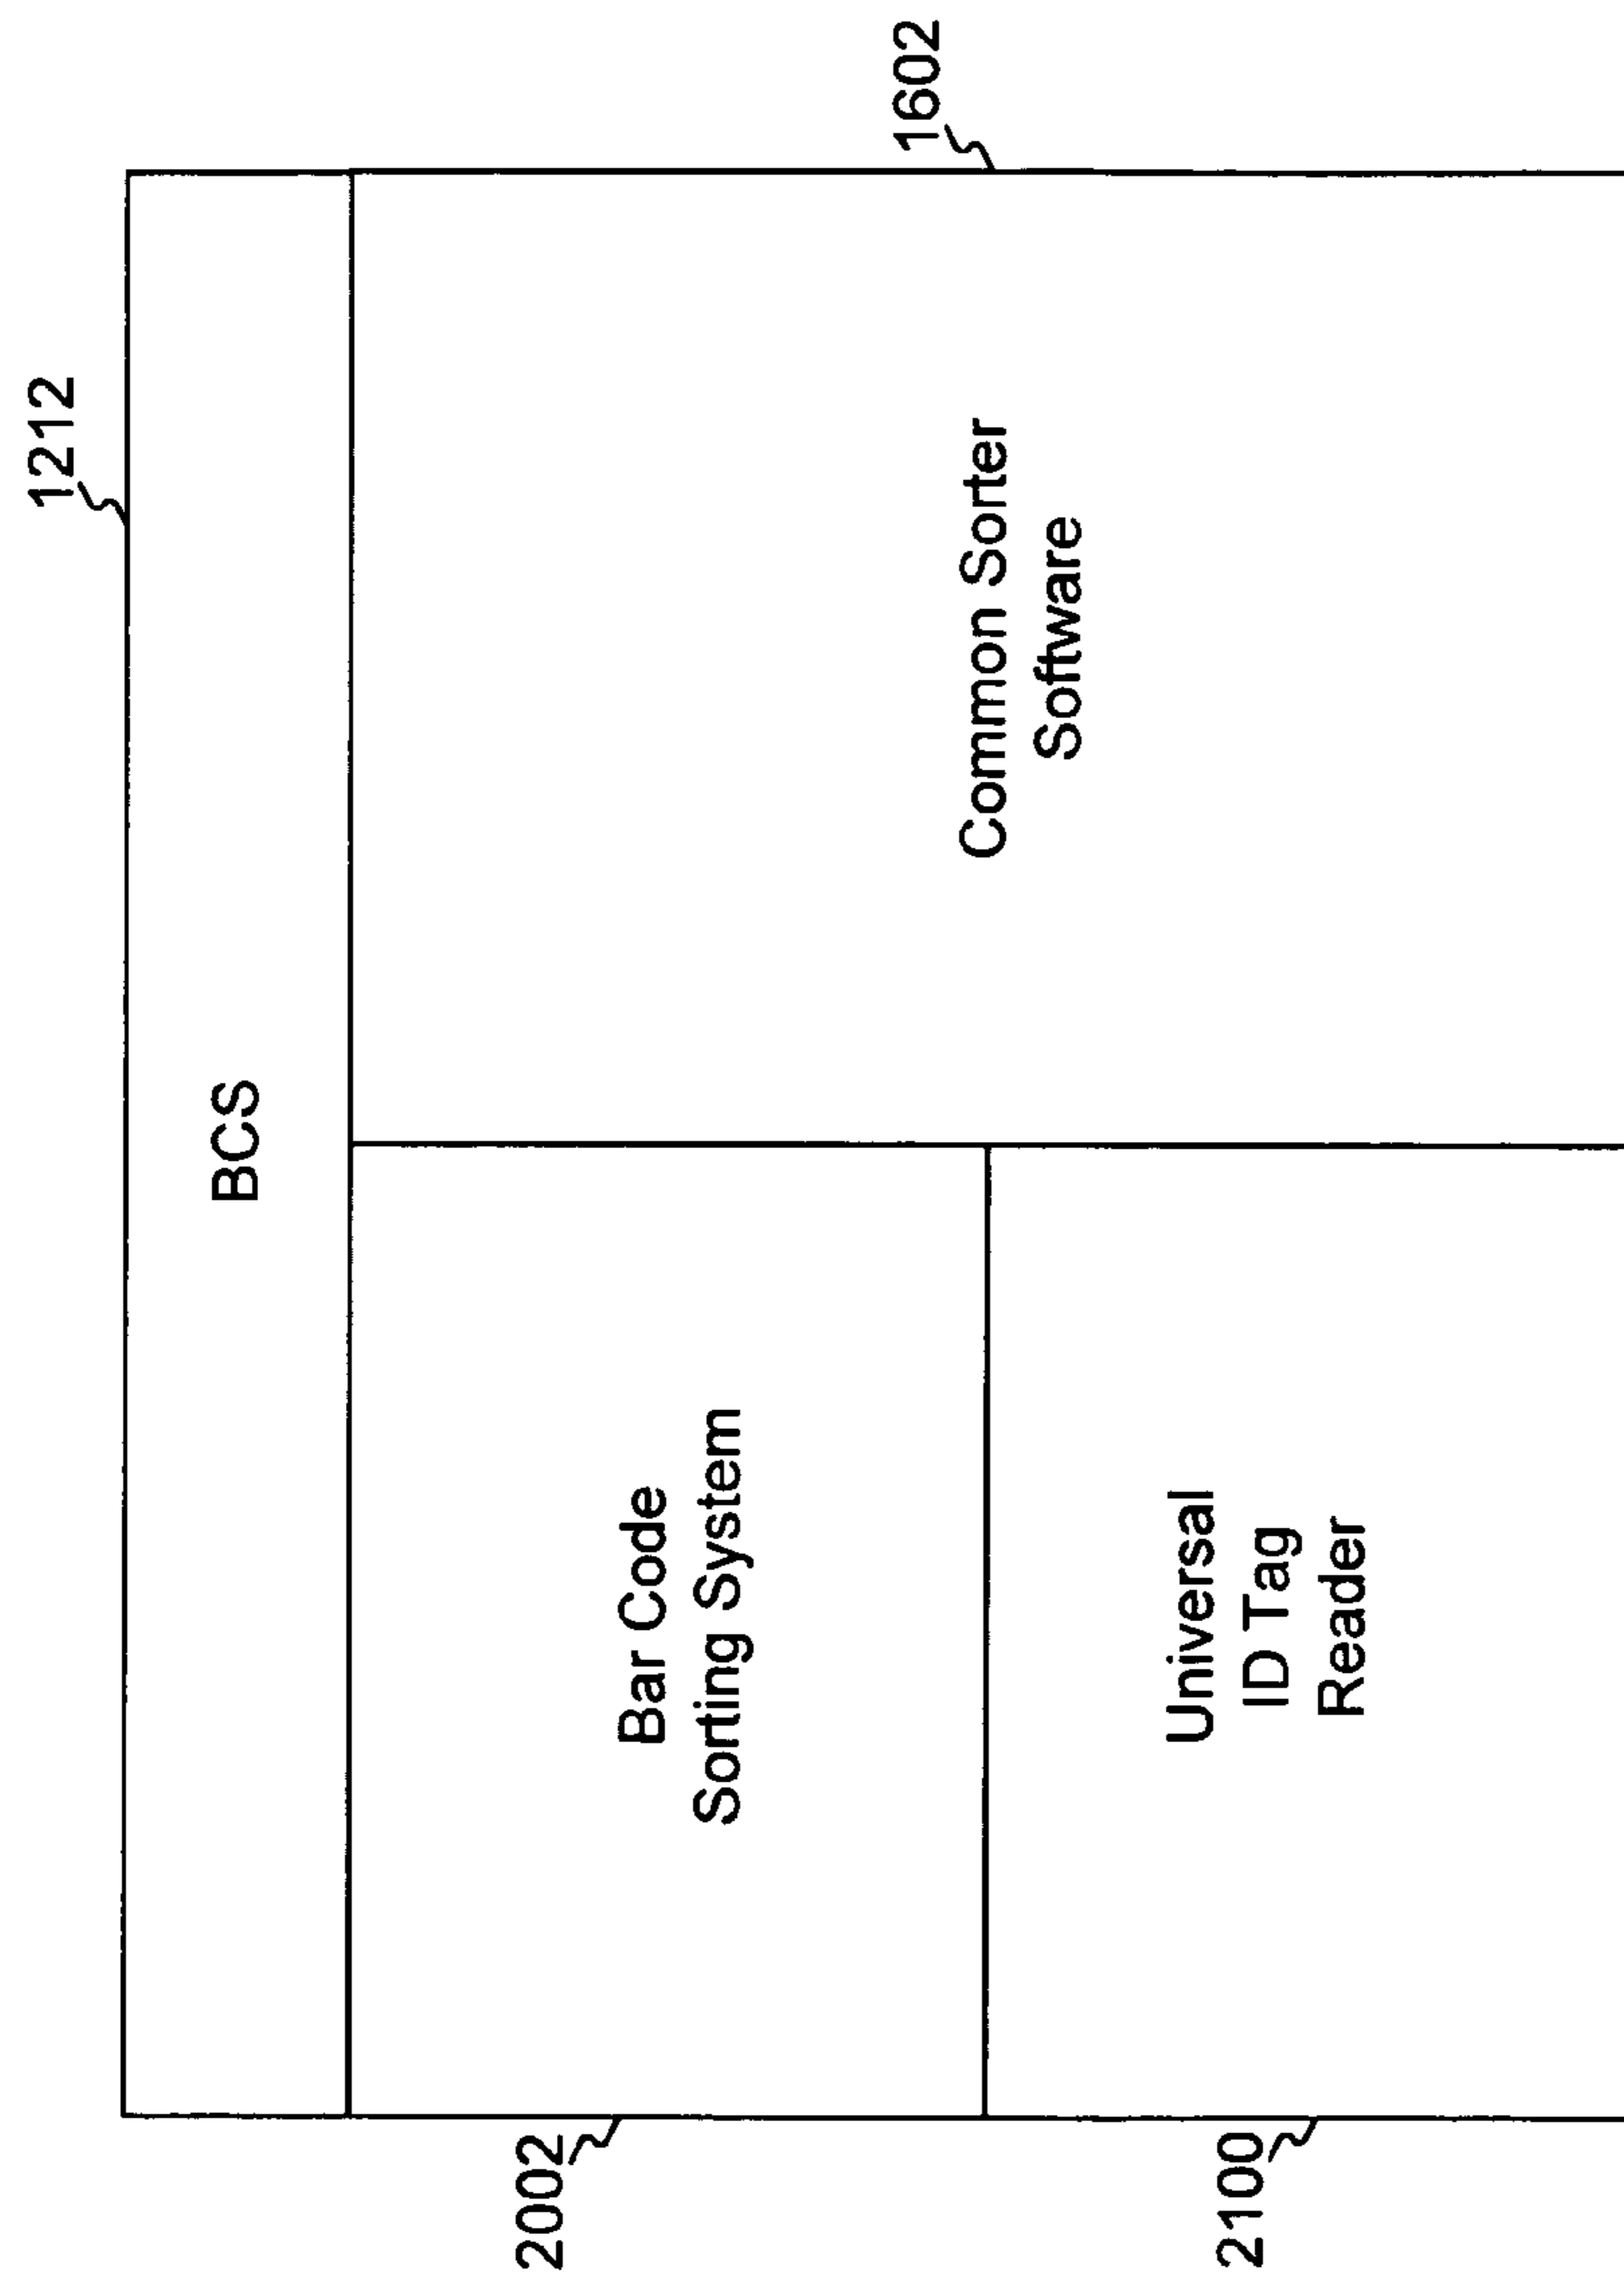 1212
BCS
2002
Bar Code
Sorting System
Common Sorter
Software
1602
2100
Universal
ID Tag
Reader